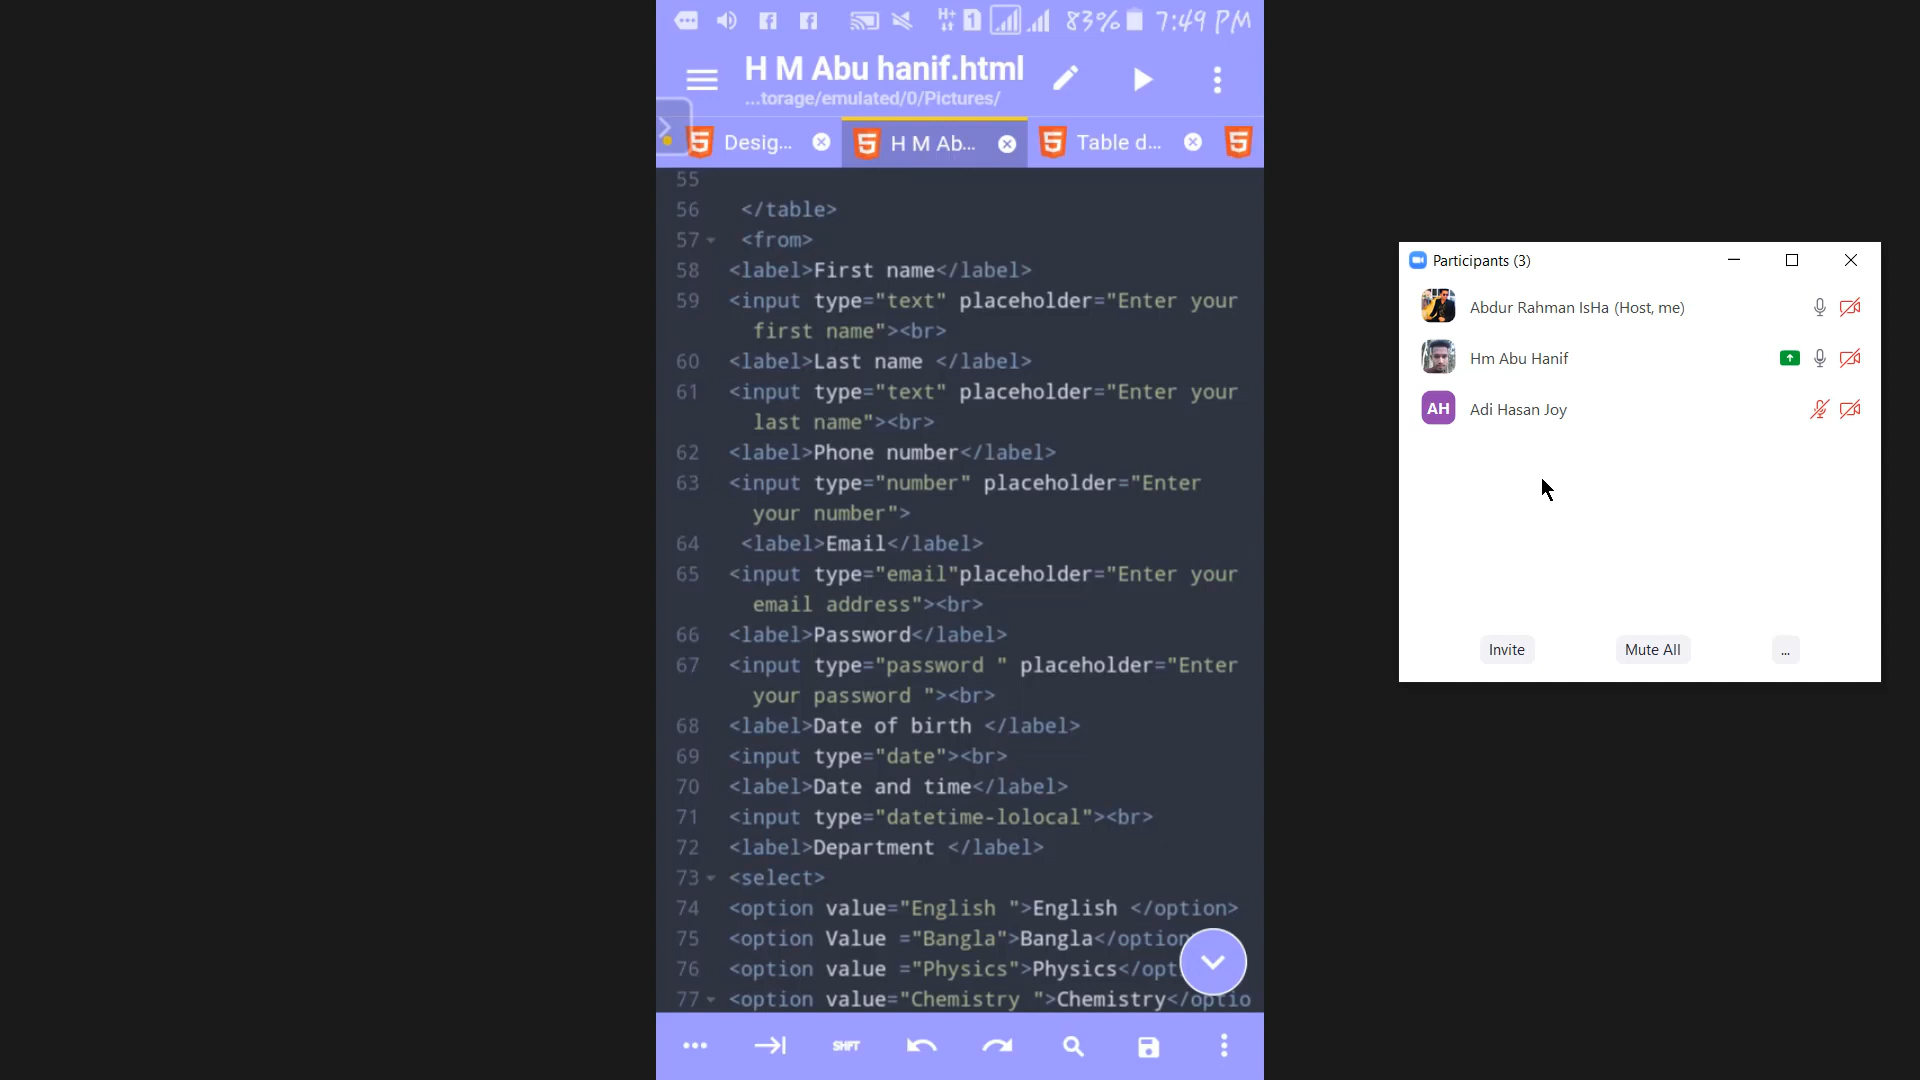 83% 7:49 PM
H M Abu hanif.html
...torage/emulated/0/Pictures/
Desig...
H M Ab...
Table d...
55
56 </table>
57 <from>
58 <label>First name</label>
59 <input type="text" placeholder="Enter your
first name"><br>
60 <label>Last name </label>
61 <input type="text" placeholder="Enter your
last name"><br>
62 <label>Phone number</label>
63 <input type="number" placeholder="Enter
your number">
64 <label>Email</label>
65 <input type="email"placeholder="Enter your
email address"><br>
66 <label>Password</label>
67 <input type="password " placeholder="Enter
your password "><br>
68 <label>Date of birth </label>
69 <input type="date"><br>
70 <label>Date and time</label>
71 <input type="datetime-lolocal"><br>
72 <label>Department </label>
73 <select>
74 <option value="English ">English </option>
75 <option Value ="Bangla">Bangla</option
76 <option value ="Physics">Physics</opt
77 <option value="Chemistry ">Chemistry</optio
SHFT
Participants (3)
Abdur Rahman IsHa (Host, me)
Hm Abu Hanif
AH Adi Hasan Joy
Invite
Mute All
...